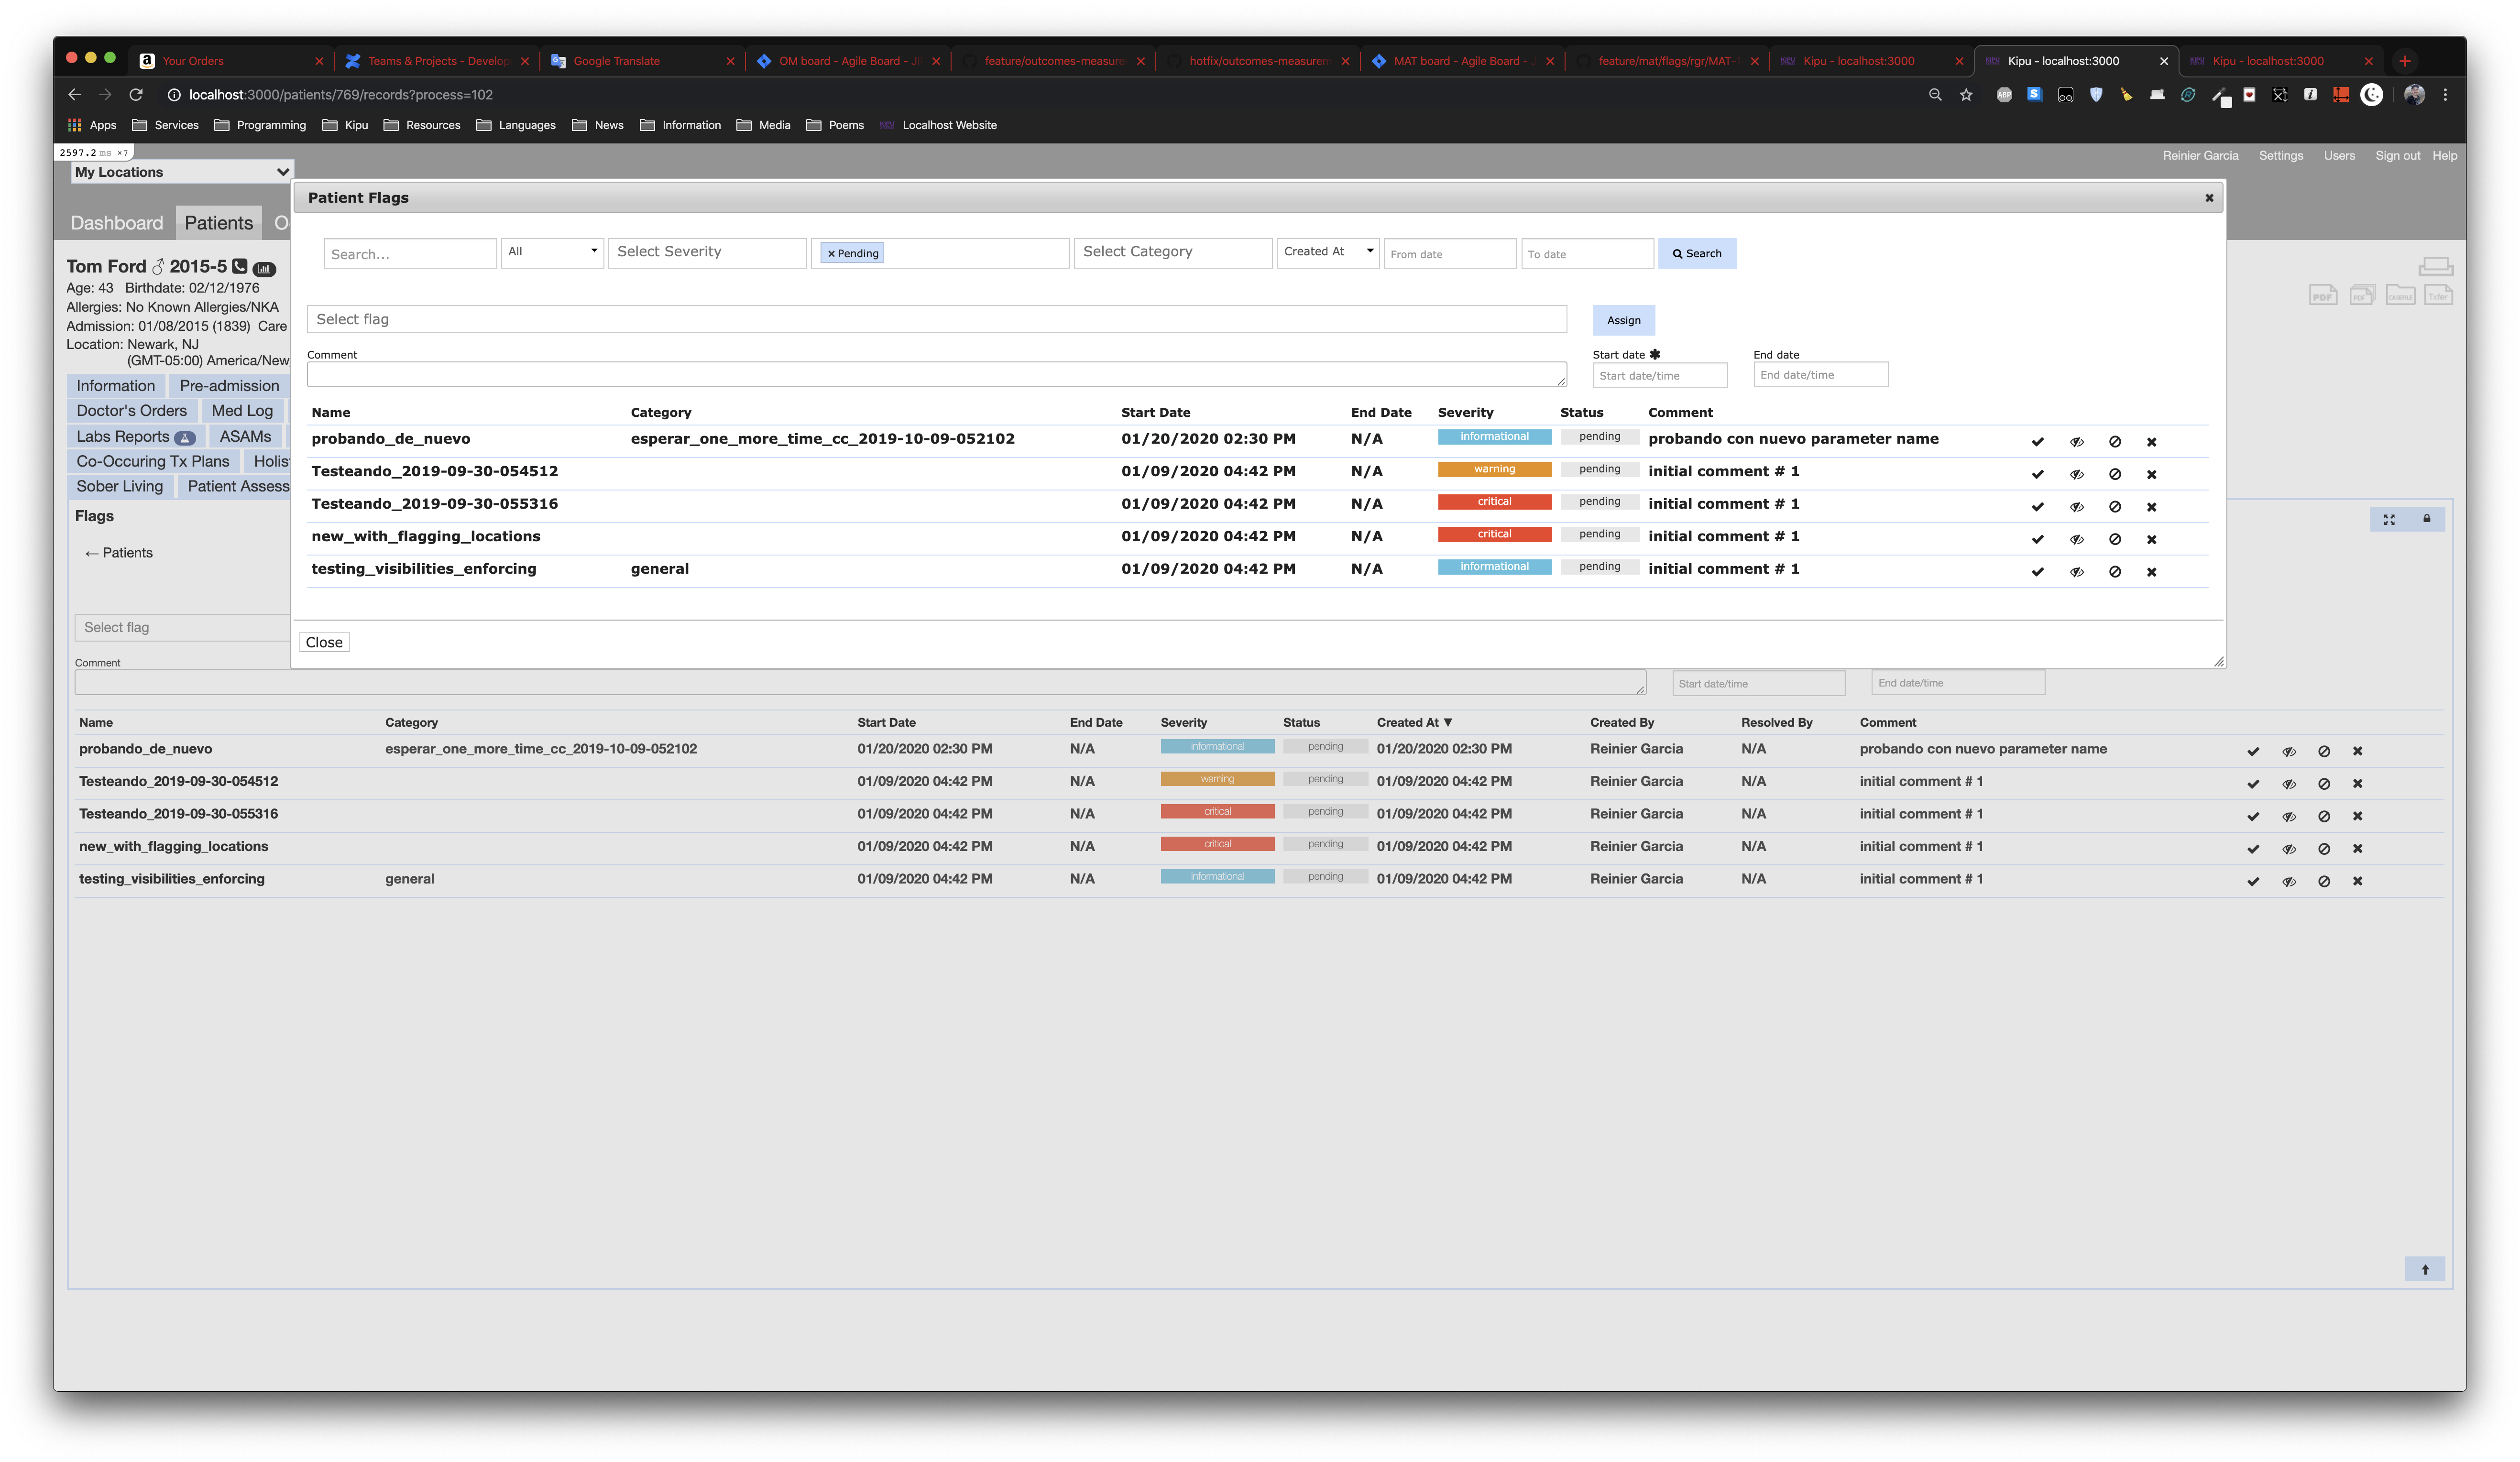 Your Orders
Teams & Projects - Develop
Google Translate
OM board - Agile Board - JI
feature/outcomes-measure
hotfix/outcomes-measurem
MAT board - Agile Board - J
feature/mat/flags/rgr/MAT-
Kipu - localhost:3000
Kipu - localhost:3000
Kipu - localhost:3000
localhost:3000/patients/769/records?process=102
Apps Services Programming Kipu Resources Languages News Information Media Poems Localhost Website
2597.2 ms ×7
My Locations
Reinier Garcia Settings Users Sign out Help
Dashboard Patients O
Patient Flags
Search...
All
Select Severity
Pending
Select Category
Created At
From date
To date
Search
Tom Ford 2015-5
Age: 43 Birthdate: 02/12/1976
Allergies: No Known Allergies/NKA
Admission: 01/08/2015 (1839) Care
Location: Newark, NJ
(GMT-05:00) America/New
PDF
Information Pre-admission
Doctor's Orders Med Log
Labs Reports ASAMs
Co-Occuring Tx Plans Holis
Sober Living Patient Assess
Select flag
Assign
Comment
Start date ✱
End date
Start date/time
End date/time
Name Category Start Date End Date Severity Status Comment
probando_de_nuevo esperar_one_more_time_cc_2019-10-09-052102 01/20/2020 02:30 PM N/A informational pending probando con nuevo parameter name
Testeando_2019-09-30-054512 01/09/2020 04:42 PM N/A warning pending initial comment # 1
Testeando_2019-09-30-055316 01/09/2020 04:42 PM N/A critical pending initial comment # 1
new_with_flagging_locations 01/09/2020 04:42 PM N/A critical pending initial comment # 1
testing_visibilities_enforcing general 01/09/2020 04:42 PM N/A informational pending initial comment # 1
Close
Flags
← Patients
Select flag
Comment
Start date/time
End date/time
Name Category Start Date End Date Severity Status Created At ▼ Created By Resolved By Comment
probando_de_nuevo esperar_one_more_time_cc_2019-10-09-052102 01/20/2020 02:30 PM N/A informational pending 01/20/2020 02:30 PM Reinier Garcia N/A probando con nuevo parameter name
Testeando_2019-09-30-054512 01/09/2020 04:42 PM N/A warning pending 01/09/2020 04:42 PM Reinier Garcia N/A initial comment # 1
Testeando_2019-09-30-055316 01/09/2020 04:42 PM N/A critical pending 01/09/2020 04:42 PM Reinier Garcia N/A initial comment # 1
new_with_flagging_locations 01/09/2020 04:42 PM N/A critical pending 01/09/2020 04:42 PM Reinier Garcia N/A initial comment # 1
testing_visibilities_enforcing general 01/09/2020 04:42 PM N/A informational pending 01/09/2020 04:42 PM Reinier Garcia N/A initial comment # 1